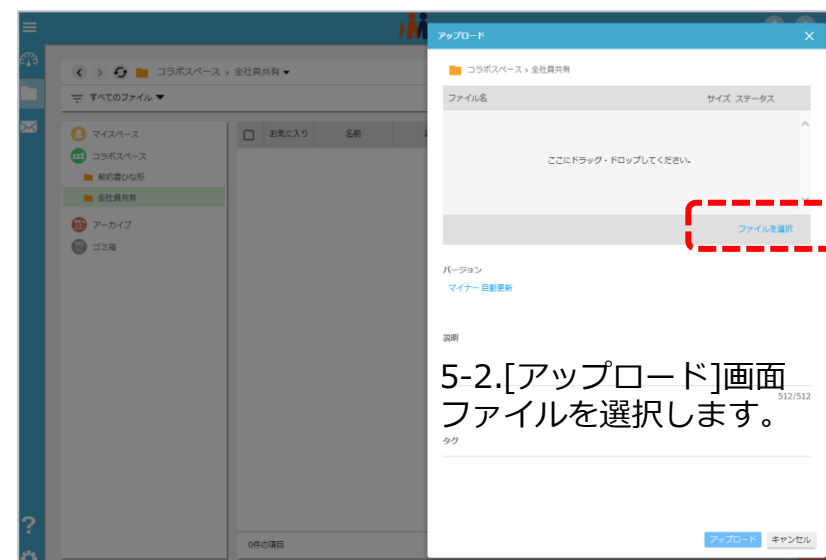 アップロード
コラボスペース › 全社員共有
コラボスペース › 全社員共有
すべてのファイル
ファイル名 サイズ ステータス
マイスペース
お気に入り 名前
コラボスペース
契約書ひな形
全社員共有
アーカイブ
ゴミ箱
ここにドラッグ・ドロップしてください。
ファイルを選択
バージョン
マイナー 自動更新
説明
5-2.[アップロード]画面
ファイルを選択します。
512/512
タグ
0件の項目
アップロード キャンセル